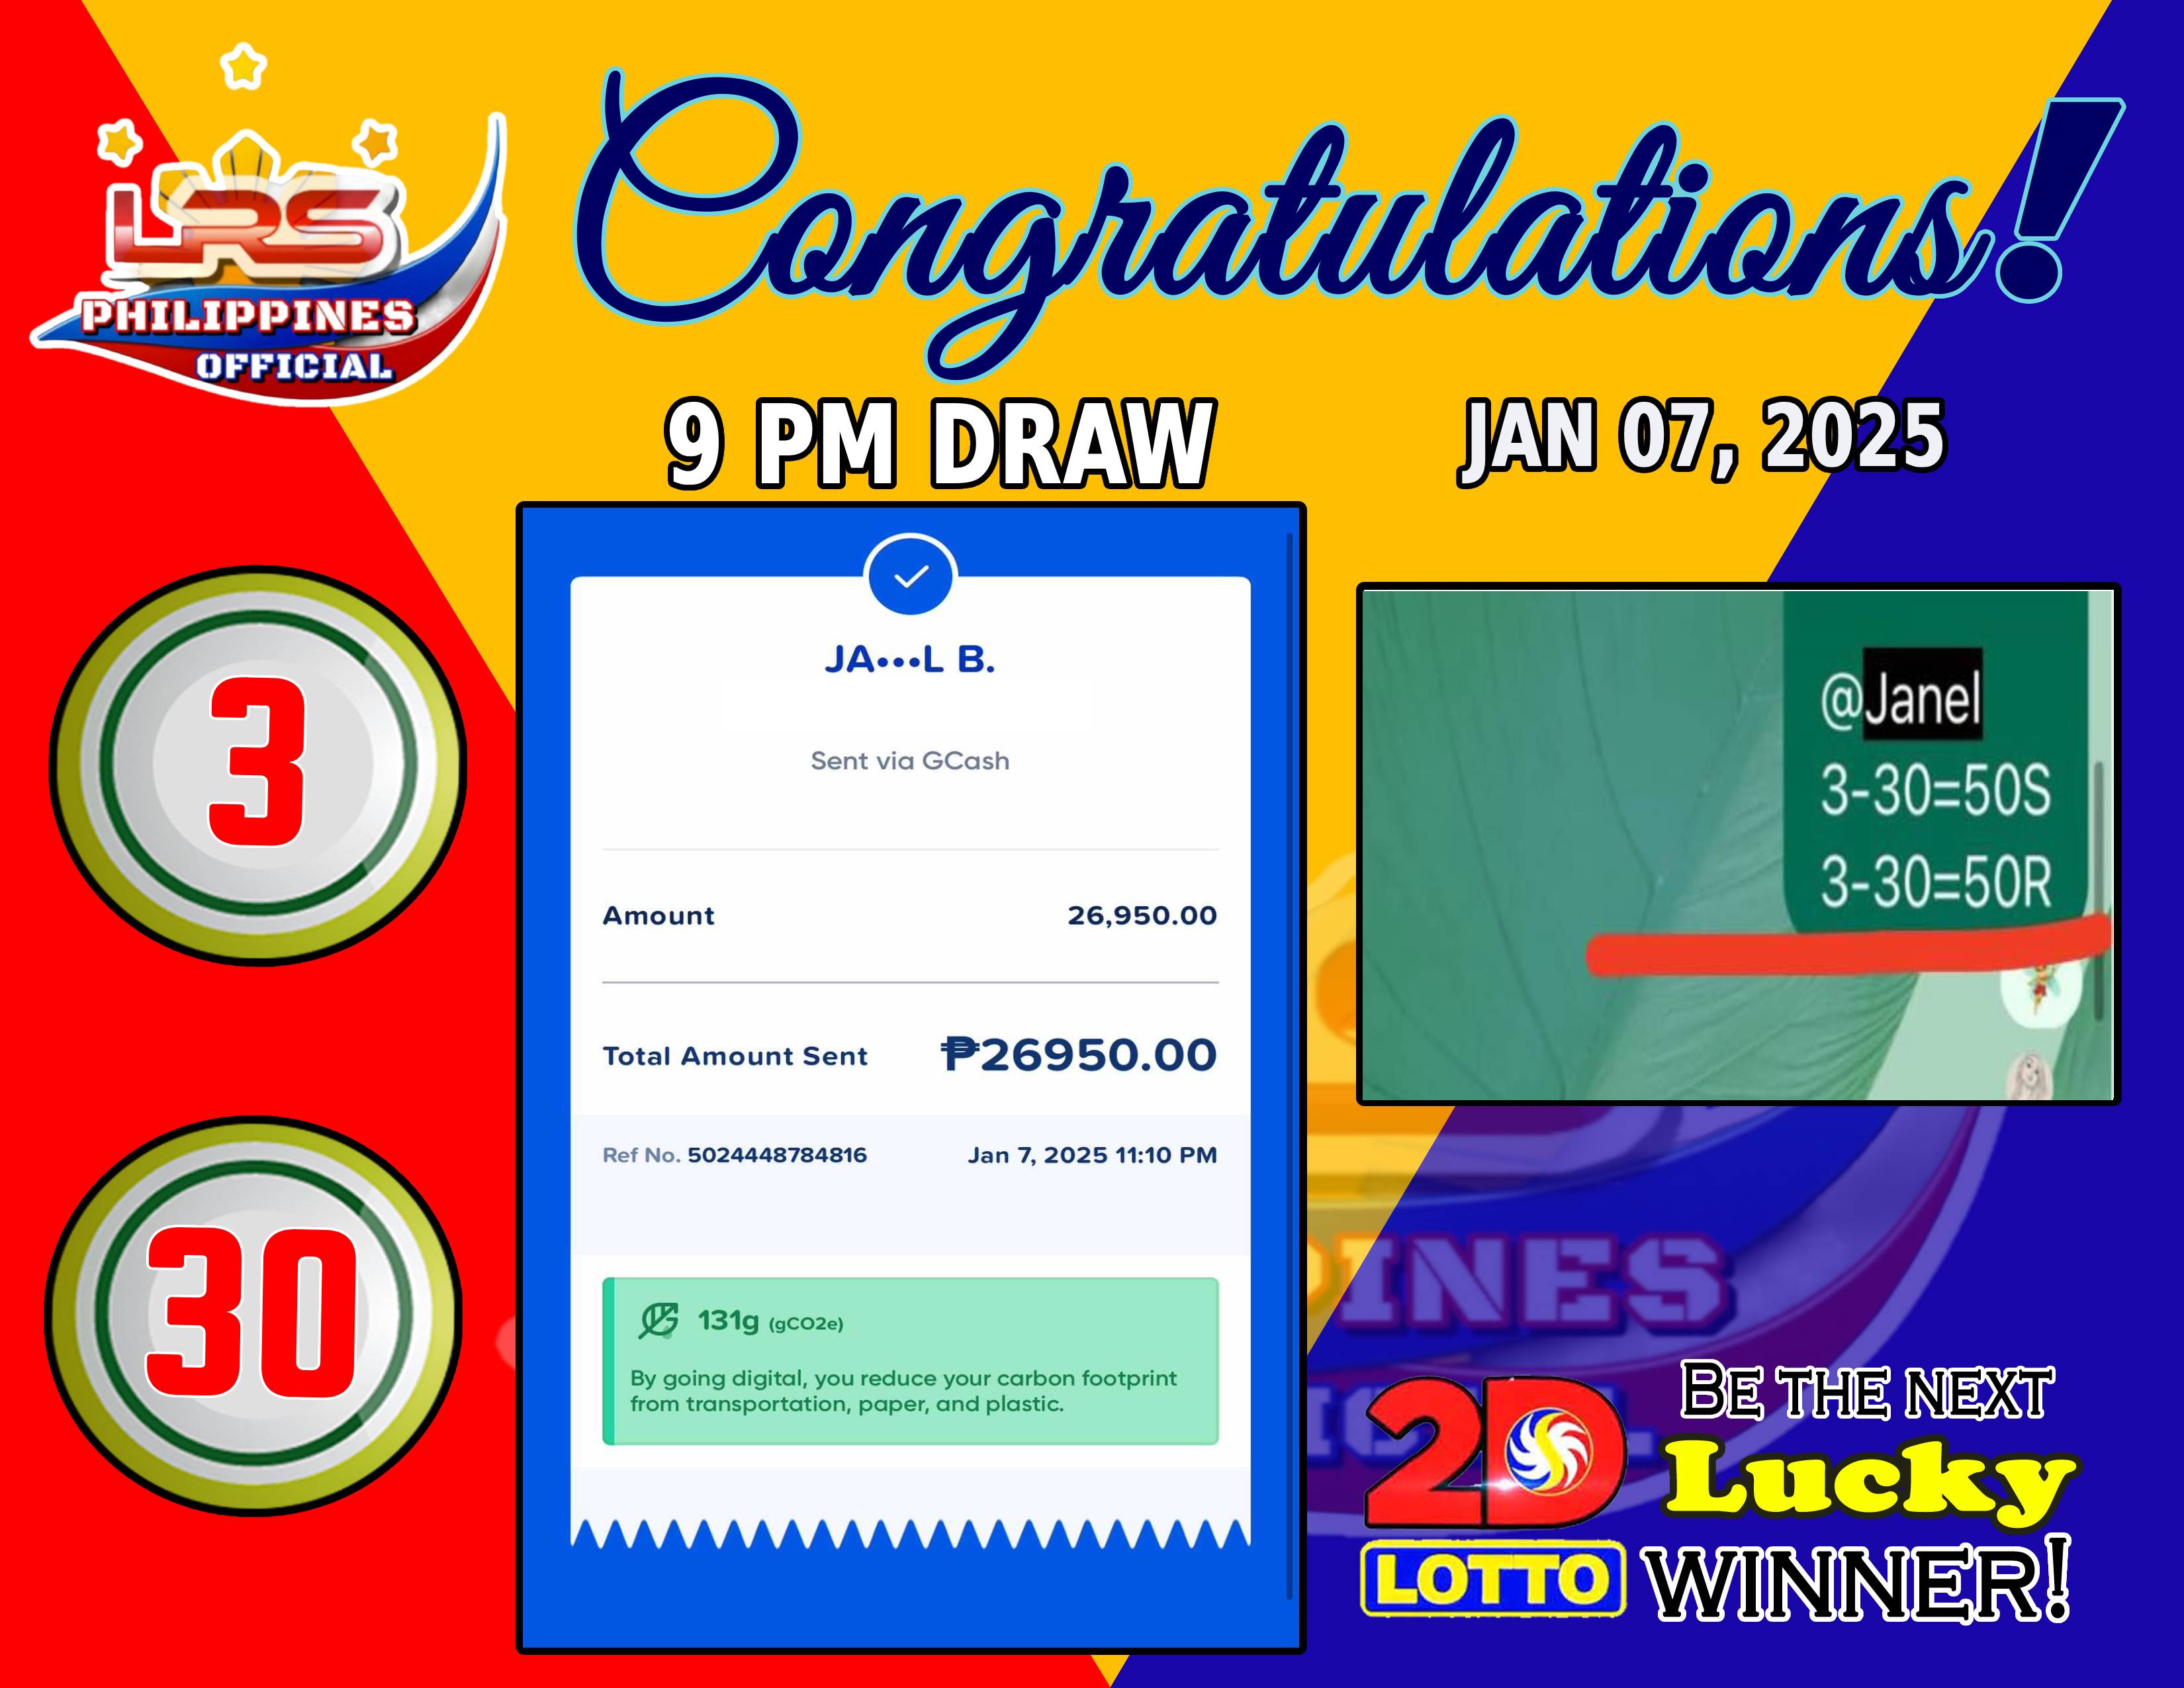 LRS
PHILIPPINES
OFFICIAL
Congratulations!
9 PM DRAW
JAN 07, 2025
3
30
JA•••L B.
Sent via GCash
Amount 26,950.00
Total Amount Sent ₱26950.00
Ref No. 5024448784816 Jan 7, 2025 11:10 PM
131g (gCO2e)
By going digital, you reduce your carbon footprint
from transportation, paper, and plastic.
@Janel
3-30=50S
3-30=50R
PINES
2D
LOTTO
BE THE NEXT
Lucky
WINNER!